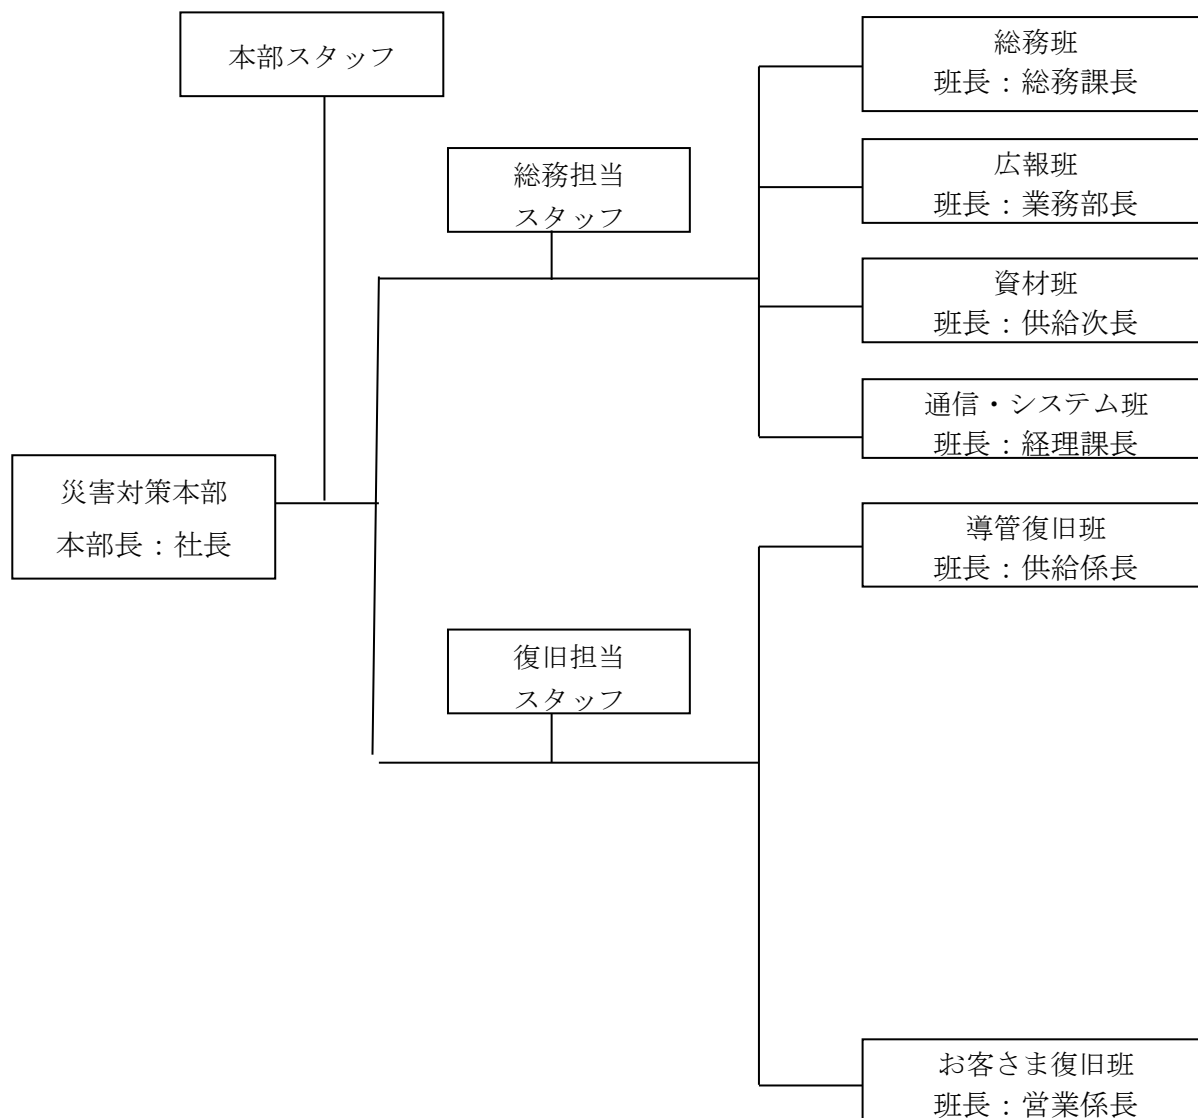 本部スタッフ
総務班
班長：総務課長
総務担当
スタッフ
広報班
班長：業務部長
資材班
班長：供給次長
通信・システム班
班長：経理課長
災害対策本部
本部長：社長
導管復旧班
班長：供給係長
復旧担当
スタッフ
お客さま復旧班
班長：営業係長